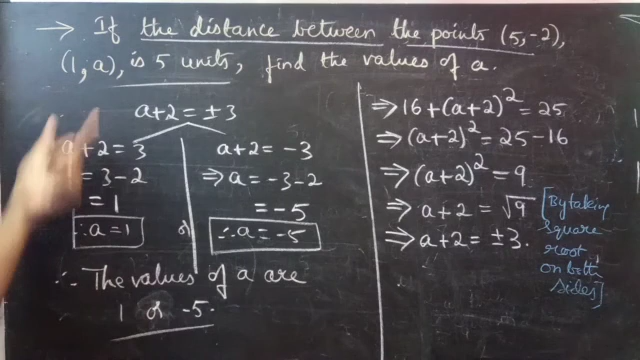 → If the distance between the points (5,-2),
(1, a), is 5 units, find the values of a.
a+2 = ±3
a+2 = 3
= 3-2
= 1
∴ a = 1
or
a+2 = -3
⇒ a = -3-2
= -5
∴ a = -5
∴ The values of a are
1 or -5.
⇒ 16+(a+2)² = 25
⇒ (a+2)² = 25-16
⇒ (a+2)² = 9
⇒ a+2 = √9
⇒ a+2 = ±3.
[By taking
square
root
on both
sides]